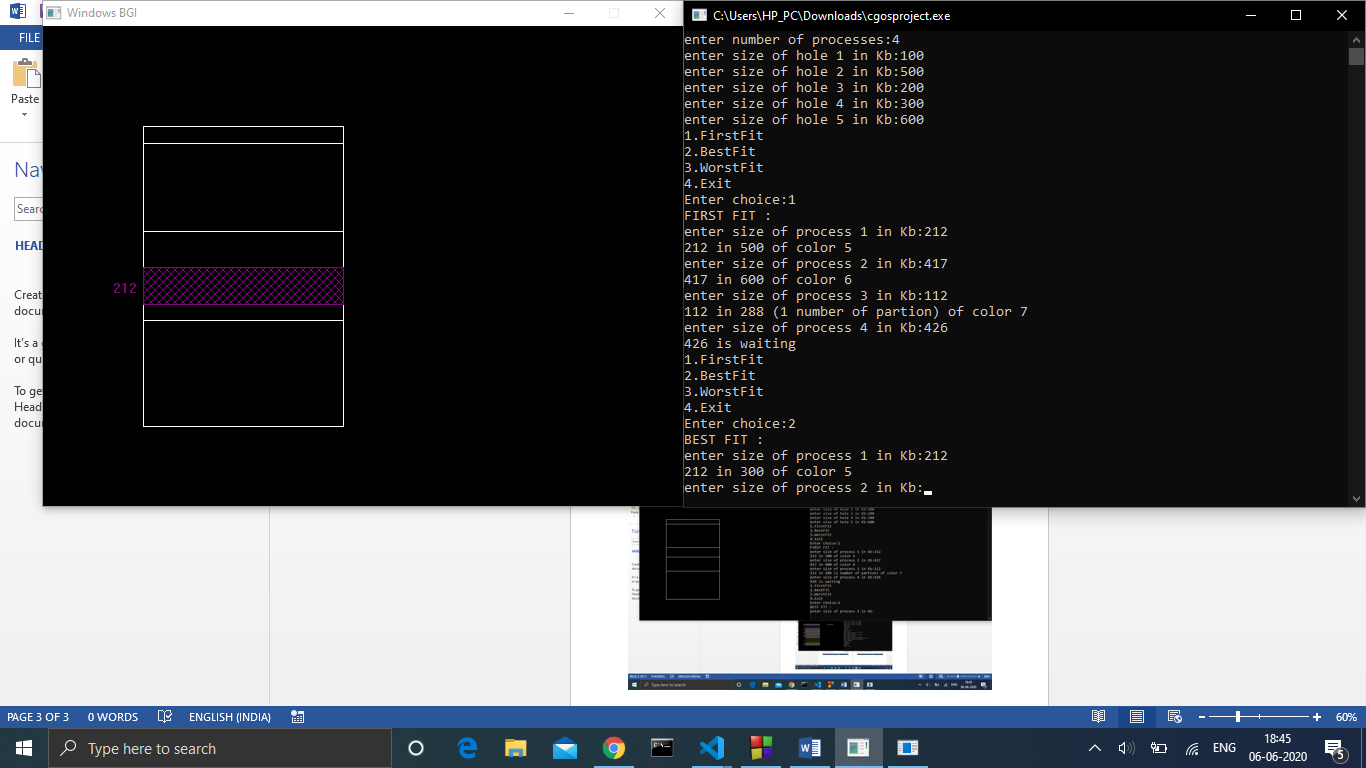 Windows BGI
C:\Users\HP_PC\Downloads\cgosproject.exe
FILE
Paste
Nav
Searc
HEAD
Creat
docum
It's a g
or qu
To get
Head
docum
212
enter number of processes:4
enter size of hole 1 in Kb:100
enter size of hole 2 in Kb:500
enter size of hole 3 in Kb:200
enter size of hole 4 in Kb:300
enter size of hole 5 in Kb:600
1.FirstFit
2.BestFit
3.WorstFit
4.Exit
Enter choice:1
FIRST FIT :
enter size of process 1 in Kb:212
212 in 500 of color 5
enter size of process 2 in Kb:417
417 in 600 of color 6
enter size of process 3 in Kb:112
112 in 288 (1 number of partion) of color 7
enter size of process 4 in Kb:426
426 is waiting
1.FirstFit
2.BestFit
3.WorstFit
4.Exit
Enter choice:2
BEST FIT :
enter size of process 1 in Kb:212
212 in 300 of color 5
enter size of process 2 in Kb:
PAGE 3 OF 3 0 WORDS ENGLISH (INDIA) 60%
Type here to search
ENG
18:45
06-06-2020
5